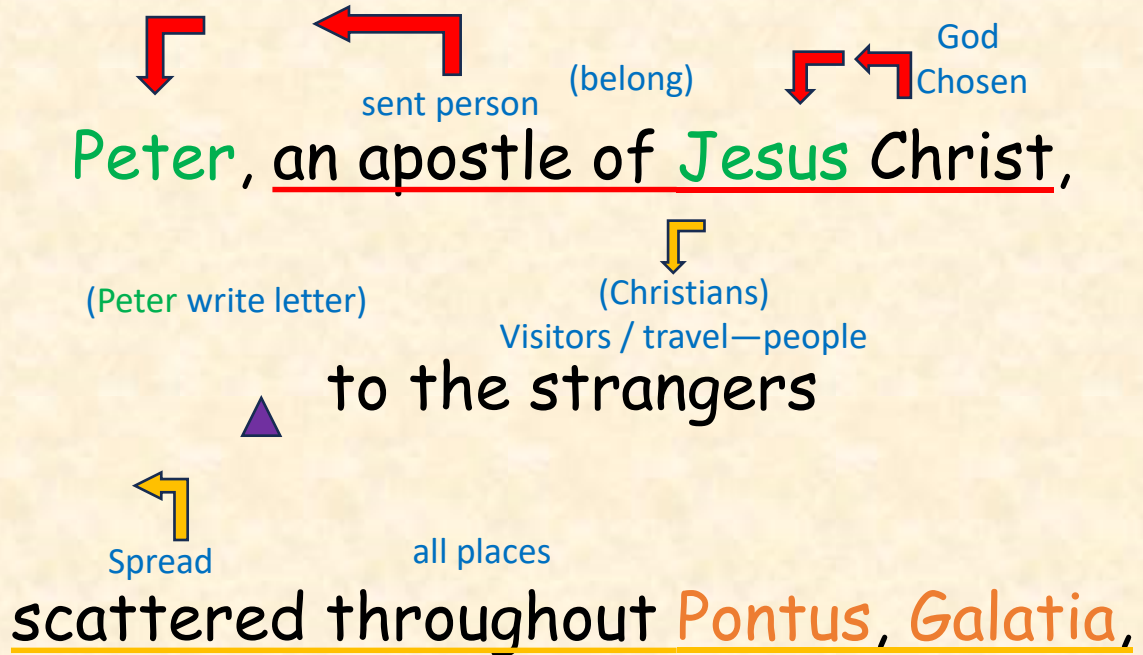 God
Chosen
(belong)
sent person
Peter, an apostle of Jesus Christ,
(Christians)
(Peter write letter)
Visitors / travel—people
to the strangers
Spread
all places
scattered throughout Pontus, Galatia,